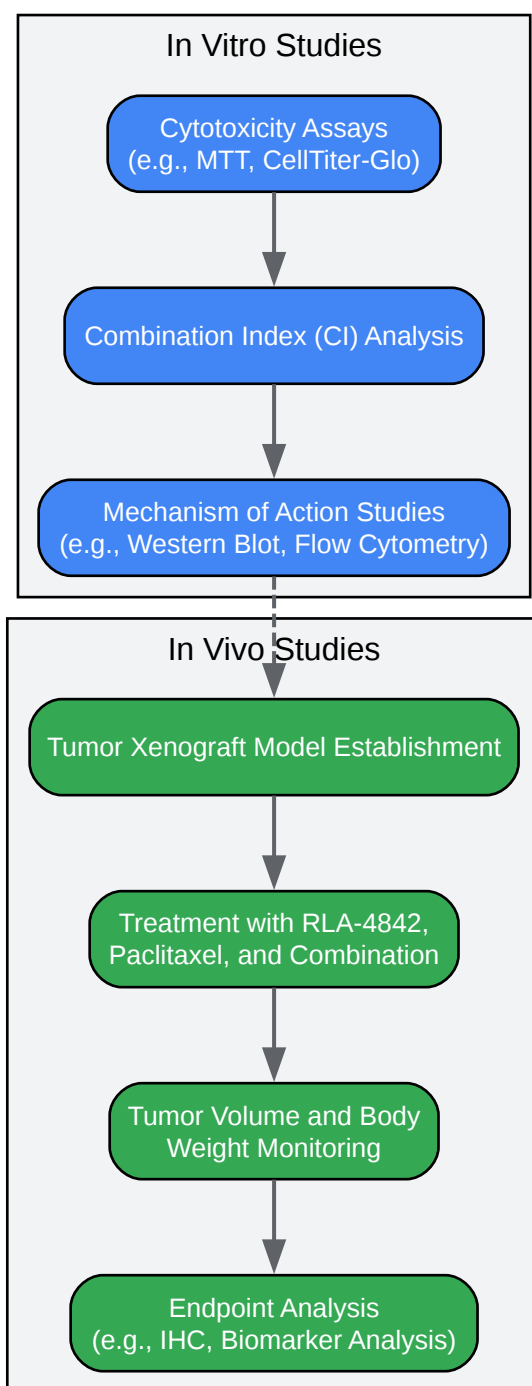 In Vitro Studies
Cytotoxicity Assays
(e.g., MTT, CellTiter-Glo)
Combination Index (CI) Analysis
Mechanism of Action Studies
(e.g., Western Blot, Flow Cytometry)
In Vivo Studies
Tumor Xenograft Model Establishment
Treatment with RLA-4842,
Paclitaxel, and Combination
Tumor Volume and Body
Weight Monitoring
Endpoint Analysis
(e.g., IHC, Biomarker Analysis)